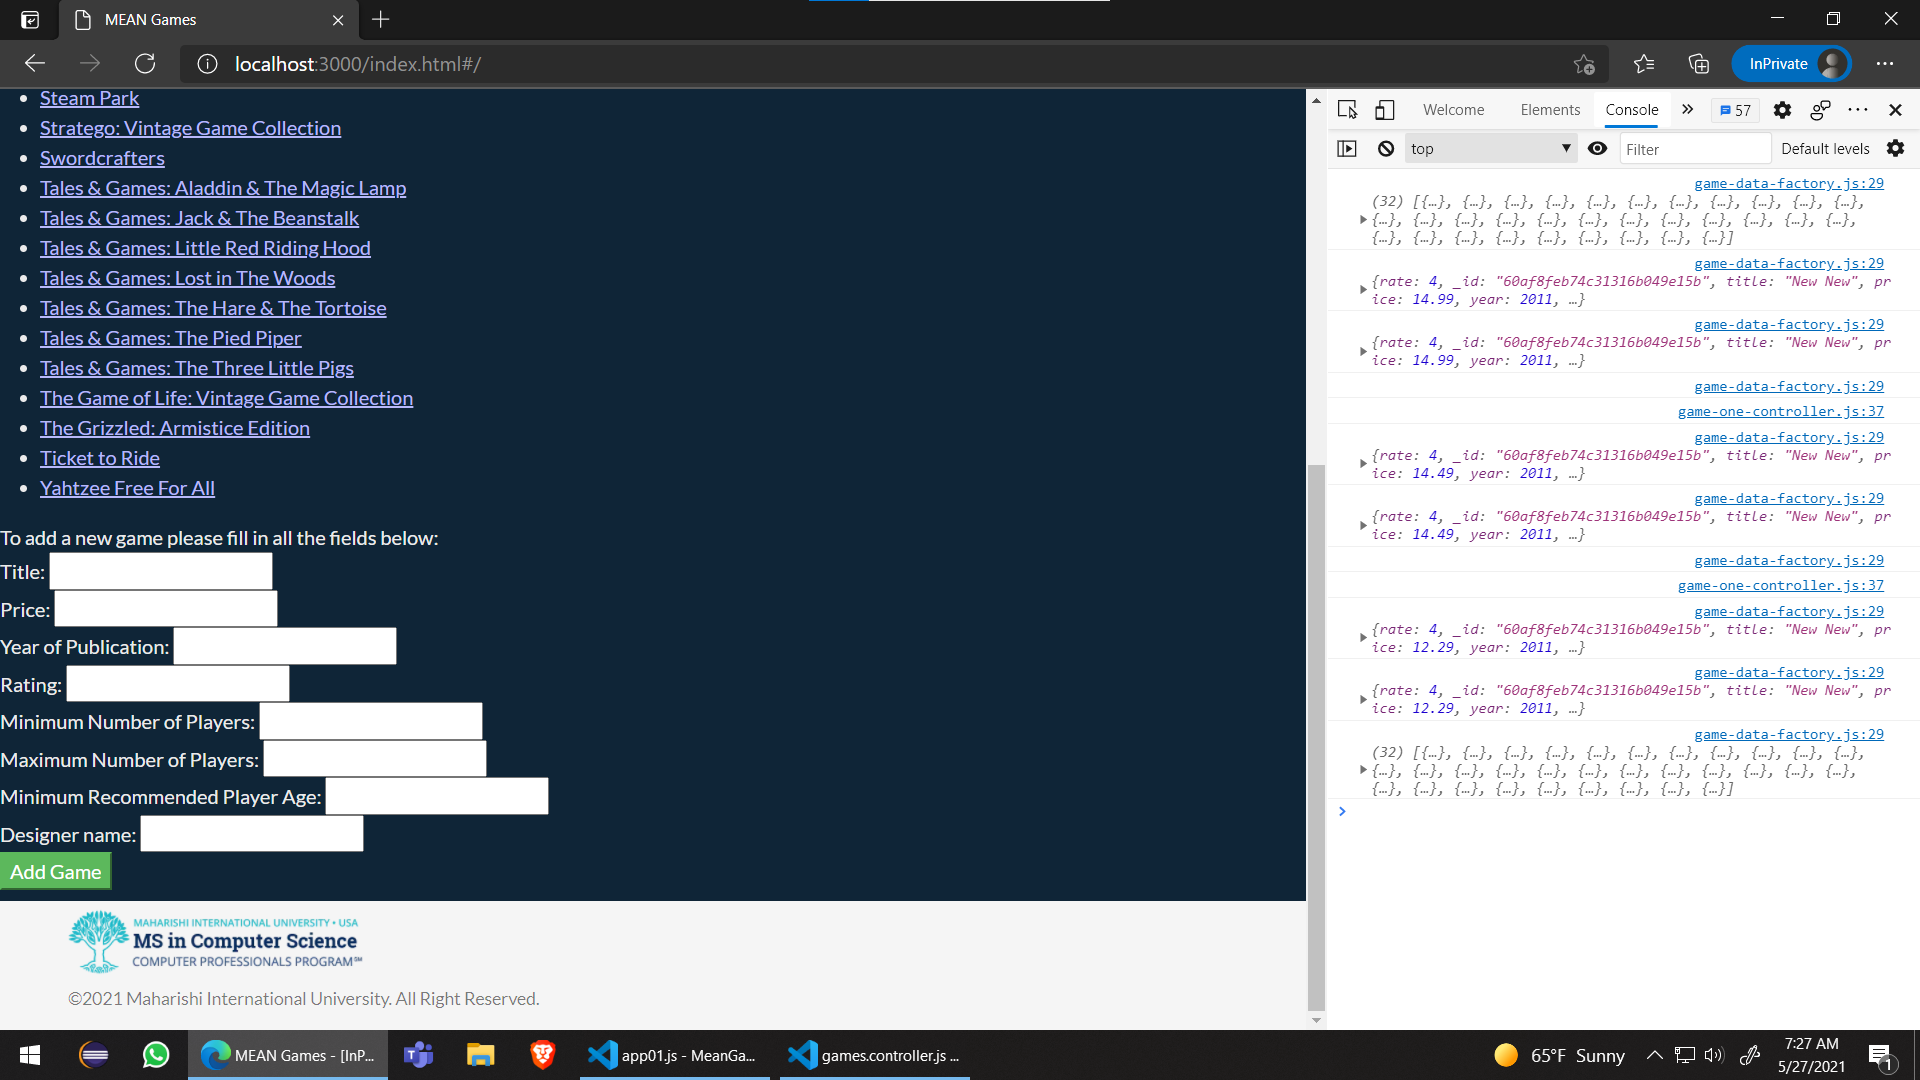 MEAN Games
localhost:3000/index.html#/
InPrivate
Steam Park
Stratego: Vintage Game Collection
Swordcrafters
Tales & Games: Aladdin & The Magic Lamp
Tales & Games: Jack & The Beanstalk
Tales & Games: Little Red Riding Hood
Tales & Games: Lost in The Woods
Tales & Games: The Hare & The Tortoise
Tales & Games: The Pied Piper
Tales & Games: The Three Little Pigs
The Game of Life: Vintage Game Collection
The Grizzled: Armistice Edition
Ticket to Ride
Yahtzee Free For All
To add a new game please fill in all the fields below:
Title:
Price:
Year of Publication:
Rating:
Minimum Number of Players:
Maximum Number of Players:
Minimum Recommended Player Age:
Designer name:
Add Game
MAHARISHI INTERNATIONAL UNIVERSITY • USA
MS in Computer Science
COMPUTER PROFESSIONALS PROGRAM℠
©2021 Maharishi International University. All Right Reserved.
Welcome Elements Console 57
top Filter Default levels
game-data-factory.js:29
(32) [{…}, {…}, {…}, {…}, {…}, {…}, {…}, {…}, {…}, {…}, {…},
{…}, {…}, {…}, {…}, {…}, {…}, {…}, {…}, {…}, {…}, {…}, {…},
{…}, {…}, {…}, {…}, {…}, {…}, {…}, {…}, {…}]
game-data-factory.js:29
{rate: 4, _id: "60af8feb74c31316b049e15b", title: "New New", pr
ice: 14.99, year: 2011, …}
game-data-factory.js:29
{rate: 4, _id: "60af8feb74c31316b049e15b", title: "New New", pr
ice: 14.99, year: 2011, …}
game-data-factory.js:29
game-one-controller.js:37
game-data-factory.js:29
{rate: 4, _id: "60af8feb74c31316b049e15b", title: "New New", pr
ice: 14.49, year: 2011, …}
game-data-factory.js:29
{rate: 4, _id: "60af8feb74c31316b049e15b", title: "New New", pr
ice: 14.49, year: 2011, …}
game-data-factory.js:29
game-one-controller.js:37
game-data-factory.js:29
{rate: 4, _id: "60af8feb74c31316b049e15b", title: "New New", pr
ice: 12.29, year: 2011, …}
game-data-factory.js:29
{rate: 4, _id: "60af8feb74c31316b049e15b", title: "New New", pr
ice: 12.29, year: 2011, …}
game-data-factory.js:29
(32) [{…}, {…}, {…}, {…}, {…}, {…}, {…}, {…}, {…}, {…}, {…},
{…}, {…}, {…}, {…}, {…}, {…}, {…}, {…}, {…}, {…}, {…}, {…},
{…}, {…}, {…}, {…}, {…}, {…}, {…}, {…}, {…}]
MEAN Games - [InP... app01.js - MeanGa... games.controller.js ... 65°F Sunny 7:27 AM
5/27/2021 1